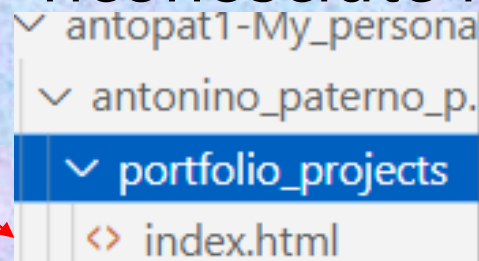 antopat1-My_persona
antonino_paterno_p.
portfolio_projects
index.html